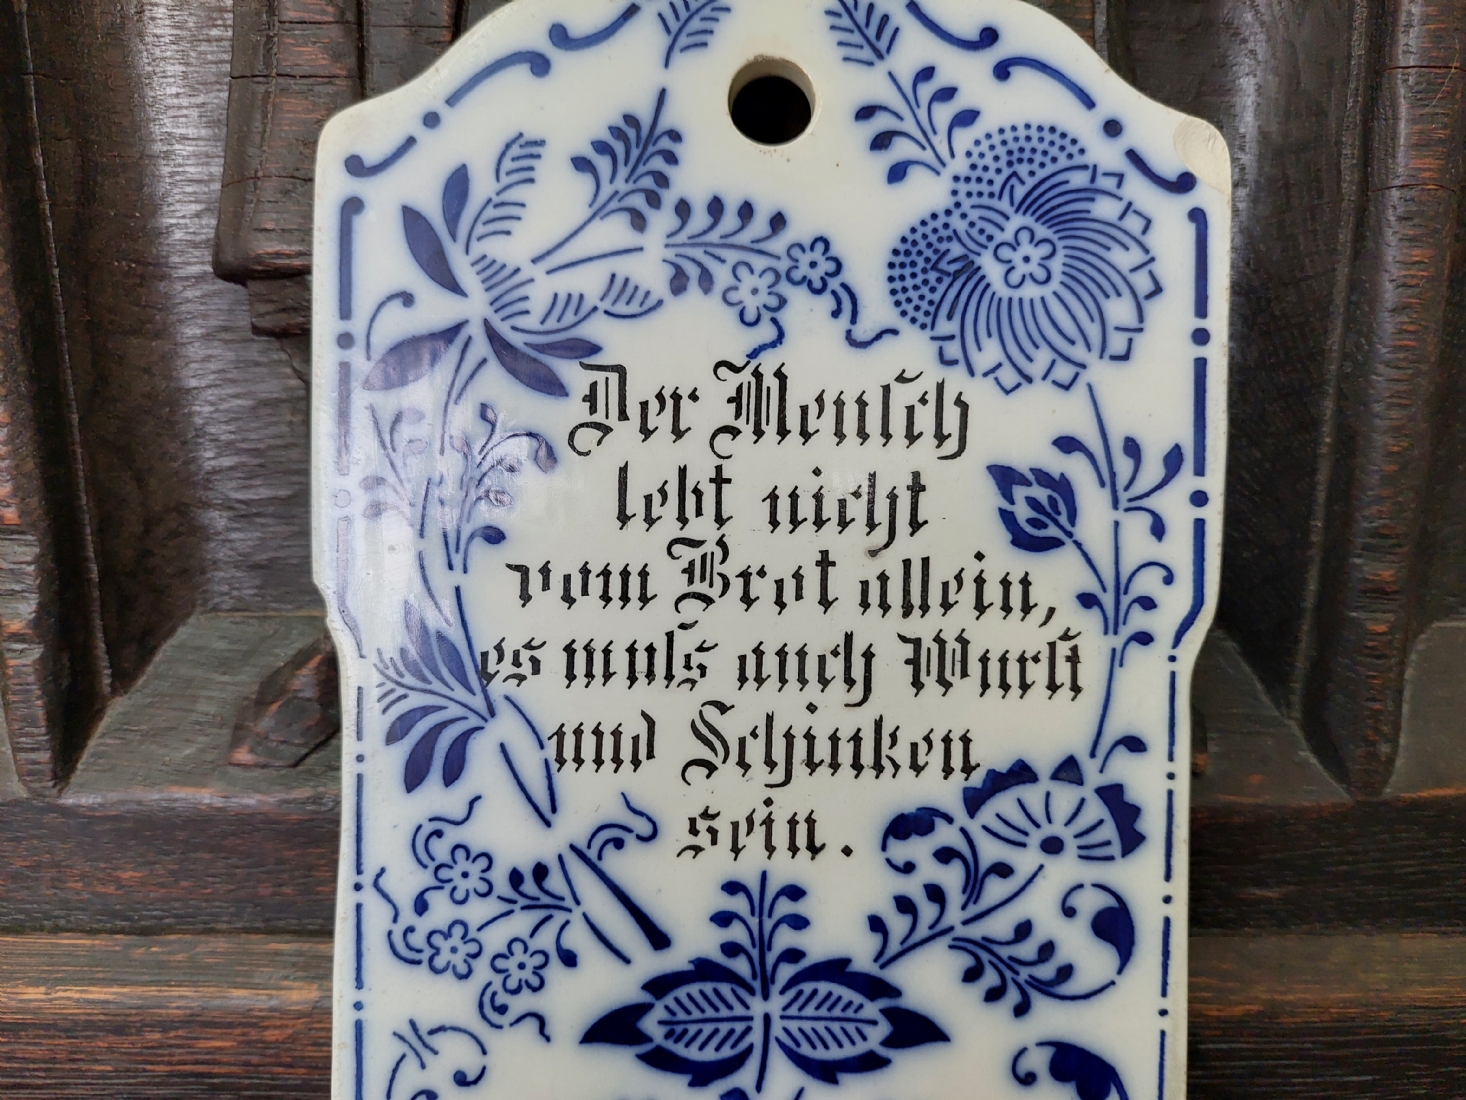 Der Menſch
lebt nicht
vom Brot allein,
es muſs auch Wurſt
und Schinken
sein.